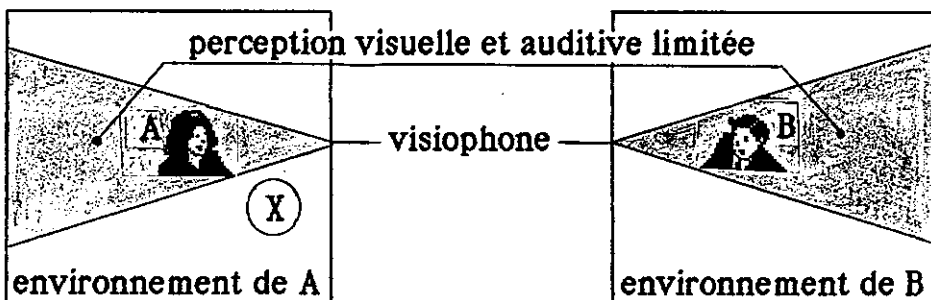 perception visuelle et auditive limitée
A
B
visiophone
X
environnement de A
environnement de B